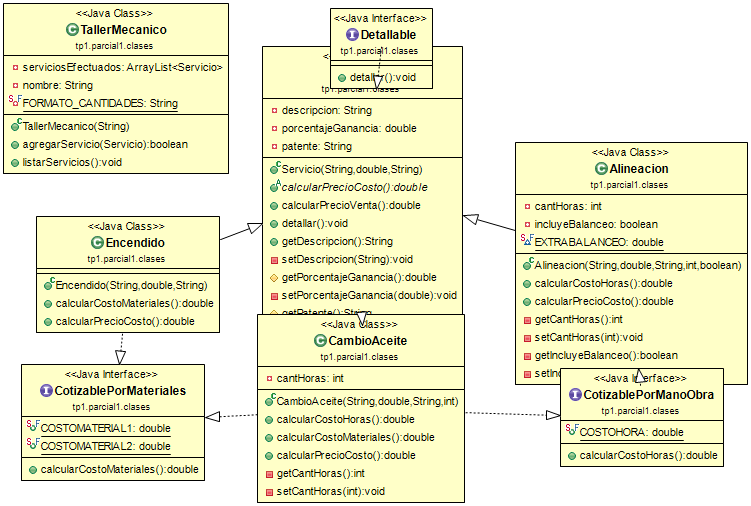 <<Java Class>>
TallerMecanico
tp1.parcial1.clases
serviciosEfectuados: ArrayList<Servicio>
nombre: String
FORMATO_CANTIDADES: String
TallerMecanico(String)
agregarServicio(Servicio):boolean
listarServicios():void
<<Java Interface>>
Detallable
tp1.parcial1.clases
detallar():void
tp1.parcial1.clases
descripcion: String
porcentajeGanancia: double
patente: String
Servicio(String,double,String)
calcularPrecioCosto():double
calcularPrecioVenta():double
detallar():void
getDescripcion():String
setDescripcion(String):void
getPorcentajeGanancia():double
setPorcentajeGanancia(double):void
getPatente():String
<<Java Class>>
Alineacion
tp1.parcial1.clases
cantHoras: int
incluyeBalanceo: boolean
EXTRABALANCEO: double
Alineacion(String,double,String,int,boolean)
calcularCostoHoras():double
calcularPrecioCosto():double
getCantHoras():int
setCantHoras(int):void
getIncluyeBalanceo():boolean
<<Java Class>>
Encendido
tp1.parcial1.clases
Encendido(String,double,String)
calcularCostoMateriales():double
calcularPrecioCosto():double
<<Java Interface>>
CotizablePorMateriales
tp1.parcial1.clases
COSTOMATERIAL1: double
COSTOMATERIAL2: double
calcularCostoMateriales():double
<<Java Class>>
CambioAceite
tp1.parcial1.clases
cantHoras: int
CambioAceite(String,double,String,int)
calcularCostoHoras():double
calcularCostoMateriales():double
calcularPrecioCosto():double
getCantHoras():int
setCantHoras(int):void
<<Java Interface>>
CotizablePorManoObra
tp1.parcial1.clases
COSTOHORA: double
calcularCostoHoras():double